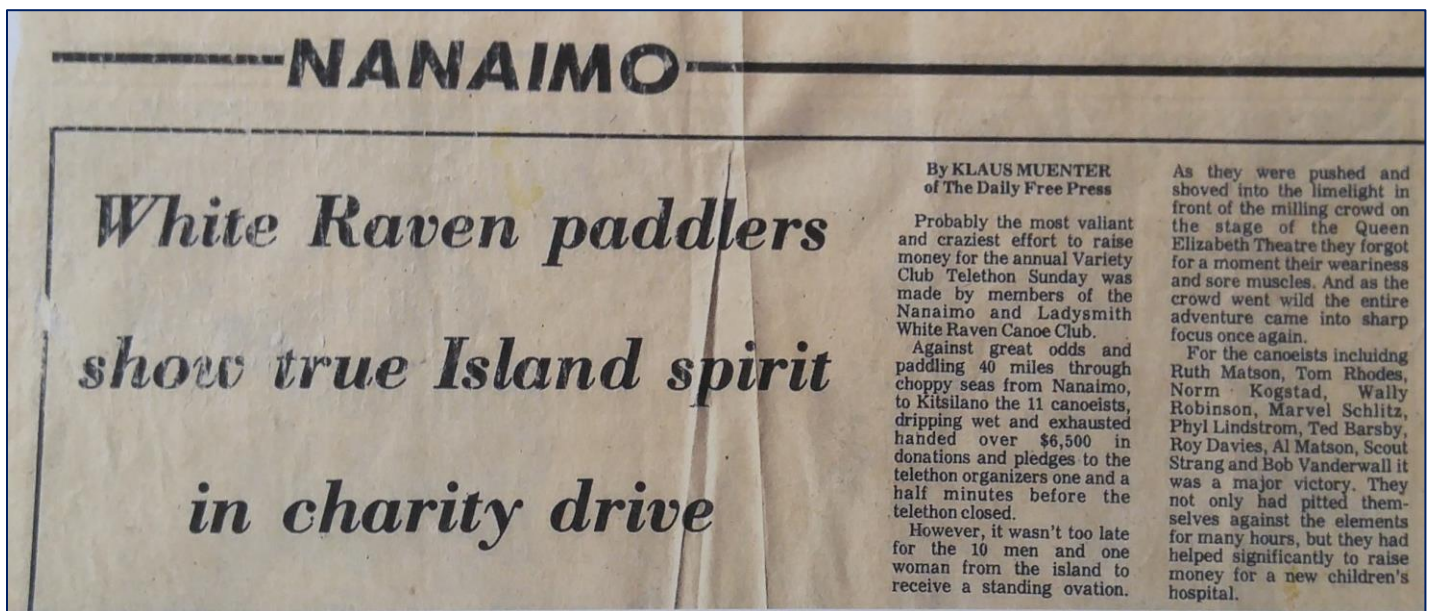 NANAIMO
White Raven paddlers
show true Island spirit
in charity drive
By KLAUS MUENTER
of The Daily Free Press
Probably the most valiant
and craziest effort to raise
money for the annual Variety
Club Telethon Sunday was
made by members of the
Nanaimo and Ladysmith
White Raven Canoe Club.
Against great odds and
paddling 40 miles through
choppy seas from Nanaimo,
to Kitsilano the 11 canoeists,
dripping wet and exhausted
handed over $6,500 in
donations and pledges to the
telethon organizers one and a
half minutes before the
telethon closed.
However, it wasn't too late
for the 10 men and one
woman from the island to
receive a standing ovation.
As they were pushed and
shoved into the limelight in
front of the milling crowd on
the stage of the Queen
Elizabeth Theatre they forgot
for a moment their weariness
and sore muscles. And as the
crowd went wild the entire
adventure came into sharp
focus once again.
For the canoeists incluidng
Ruth Matson, Tom Rhodes,
Norm Kogstad, Wally
Robinson, Marvel Schlitz,
Phyl Lindstrom, Ted Barsby,
Roy Davies, Al Matson, Scout
Strang and Bob Vanderwall it
was a major victory. They
not only had pitted them-
selves against the elements
for many hours, but they had
helped significantly to raise
money for a new children's
hospital.